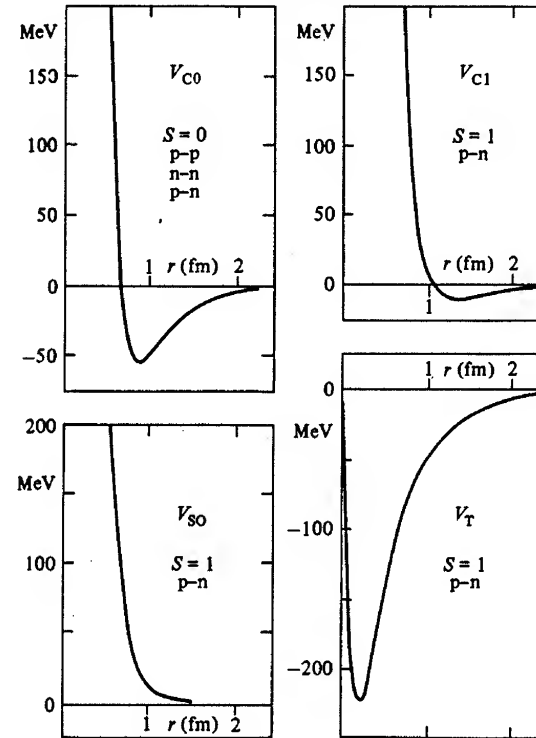 MeV
150
100
50
0
−50
V_C0
S = 0
p–p
n–n
p–n
1 r (fm) 2
MeV
150
100
50
0
V_C1
S = 1
p–n
r (fm) 2
1
200
MeV
100
0
V_SO
S = 1
p–n
1 r (fm) 2
0
MeV
−100
−200
1 r (fm) 2
V_T
S = 1
p–n